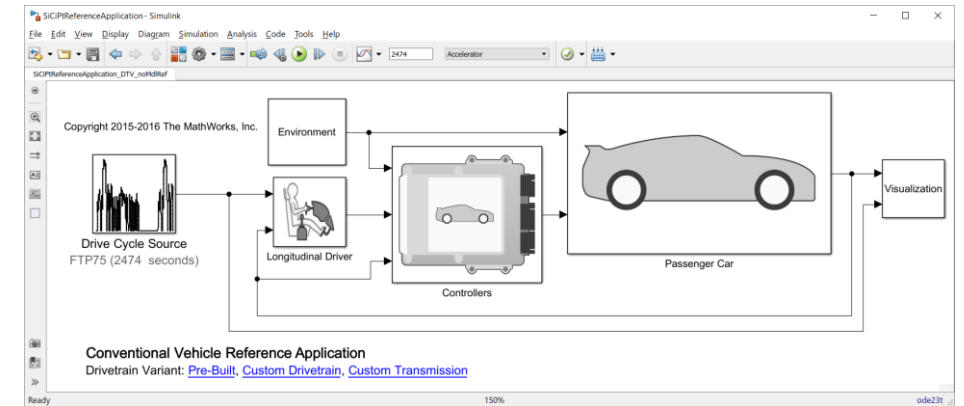 SiCiPtReferenceApplication - Simulink
File Edit View Display Diagram Simulation Analysis Code Tools Help
2474 Accelerator
SiCiPtReferenceApplication_DTV_noMdlRef
Copyright 2015-2016 The MathWorks, Inc.
Environment
Visualization
Drive Cycle Source
FTP75 (2474 seconds)
Longitudinal Driver
Passenger Car
Controllers
Conventional Vehicle Reference Application
Drivetrain Variant: Pre-Built, Custom Drivetrain, Custom Transmission
Ready 150% ode23t